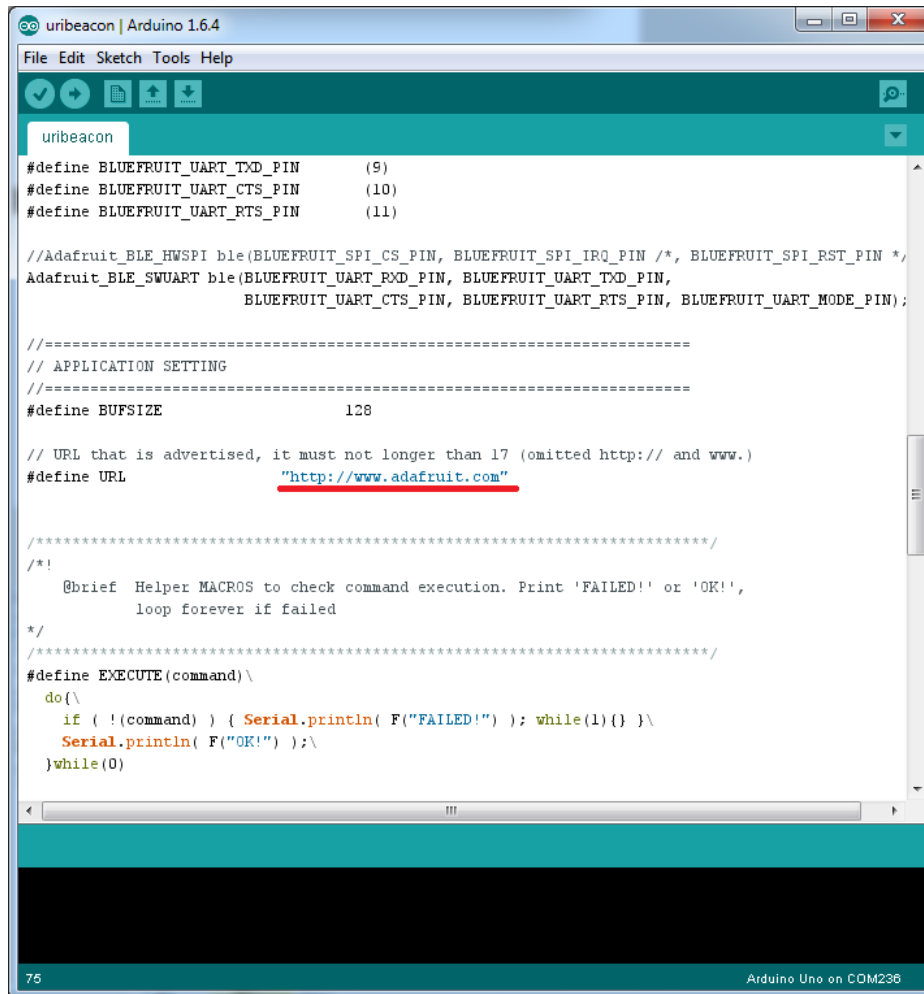 uribeacon | Arduino 1.6.4
File Edit Sketch Tools Help
uribeacon
#define BLUEFRUIT_UART_TXD_PIN (9)
#define BLUEFRUIT_UART_CTS_PIN (10)
#define BLUEFRUIT_UART_RTS_PIN (11)
//Adafruit_BLE_HWSPI ble(BLUEFRUIT_SPI_CS_PIN, BLUEFRUIT_SPI_IRQ_PIN /*, BLUEFRUIT_SPI_RST_PIN */
Adafruit_BLE_SWUART ble(BLUEFRUIT_UART_RXD_PIN, BLUEFRUIT_UART_TXD_PIN,
BLUEFRUIT_UART_CTS_PIN, BLUEFRUIT_UART_RTS_PIN, BLUEFRUIT_UART_MODE_PIN);
//=======================================================================
// APPLICATION SETTING
//=======================================================================
#define BUFSIZE 128
// URL that is advertised, it must not longer than 17 (omitted http:// and www.)
#define URL "http://www.adafruit.com"
/**************************************************************************/
/*!
@brief Helper MACROS to check command execution. Print 'FAILED!' or 'OK!',
loop forever if failed
*/
/**************************************************************************/
#define EXECUTE(command)\
do{\
if ( !(command) ) { Serial.println( F("FAILED!") ); while(1){} }\
Serial.println( F("OK!") );\
}while(0)
75
Arduino Uno on COM236